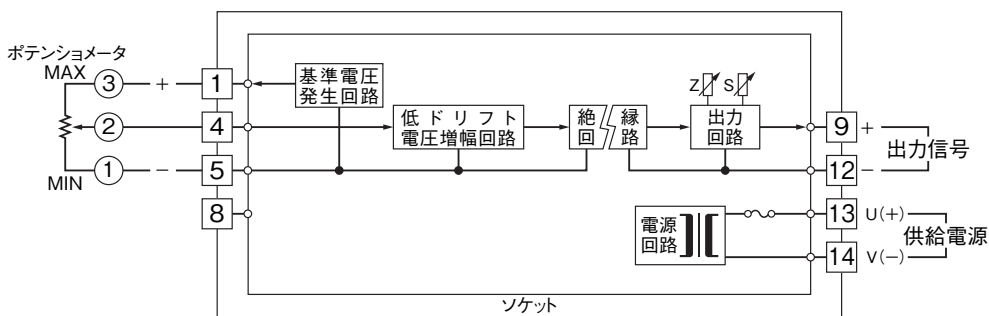 ポテンショメータ
MAX
3
+
1
2
4
1
−
5
MIN
8
基準電圧
発生回路
低ドリフト
電圧増幅回路
絶 縁
回 路
Z
S
出力
回路
9
+
出力信号
12
−
電源
回路
13
U(+)
供給電源
14
V(−)
ソケット